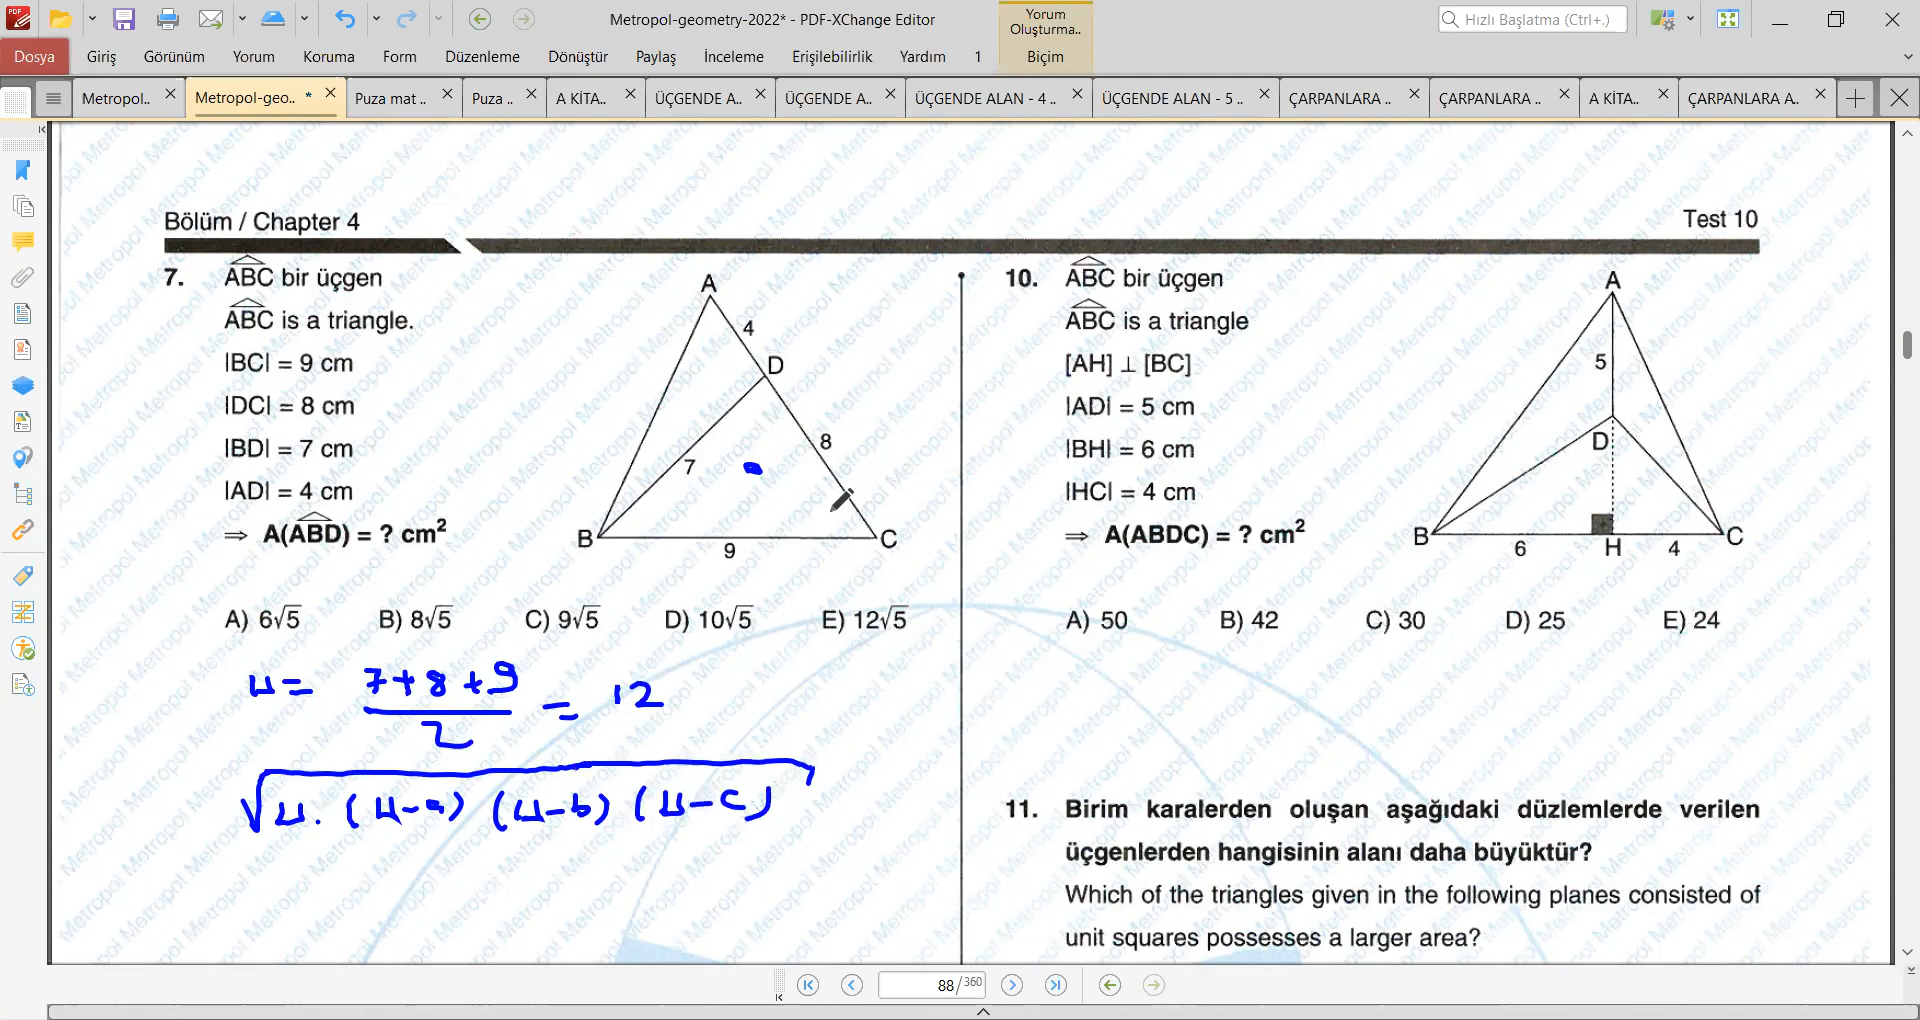 Metropol-geometry-2022* - PDF-XChange Editor
Yorum
Oluşturma..
Hızlı Başlatma (Ctrl+.)
Dosya
Giriş
Görünüm
Yorum
Koruma
Form
Düzenleme
Dönüştür
Paylaş
İnceleme
Erişilebilirlik
Yardım
1
Biçim
Metropol..
Metropol-geo.. *
Puza mat ..
Puza ..
A KİTA..
ÜÇGENDE A..
ÜÇGENDE A..
ÜÇGENDE ALAN - 4 ..
ÜÇGENDE ALAN - 5 ..
ÇARPANLARA ..
ÇARPANLARA ..
A KİTA..
ÇARPANLARA A..
Bölüm / Chapter 4
Test 10
7. ABC bir üçgen
ABC is a triangle.
|BC| = 9 cm
|DC| = 8 cm
|BD| = 7 cm
|AD| = 4 cm
⇒ A(ABD) = ? cm²
A
4
D
8
7
B
9
C
A) 6√5 B) 8√5 C) 9√5 D) 10√5 E) 12√5
u = 7+8+9 / 2 = 12
√u.(u-a)(u-b)(u-c)
10. ABC bir üçgen
ABC is a triangle
[AH] ⊥ [BC]
|AD| = 5 cm
|BH| = 6 cm
|HC| = 4 cm
⇒ A(ABDC) = ? cm²
A
5
D
B
6
H
4
C
A) 50 B) 42 C) 30 D) 25 E) 24
11. Birim karalerden oluşan aşağıdaki düzlemlerde verilen
üçgenlerden hangisinin alanı daha büyüktür?
Which of the triangles given in the following planes consisted of
unit squares possesses a larger area?
88 / 360